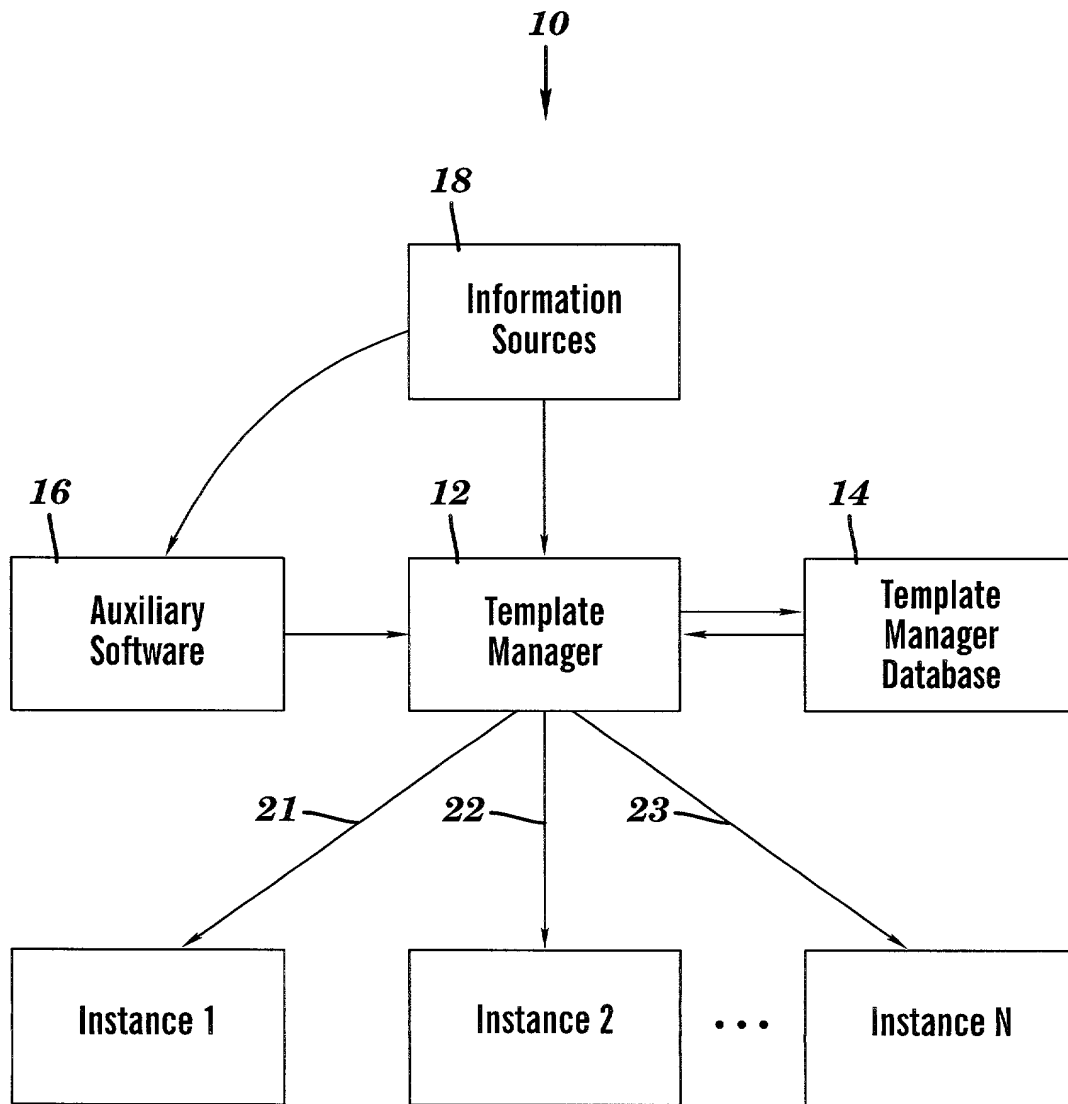 10
18
Information
Sources
16
12
14
Auxiliary
Software
Template
Manager
Template
Manager
Database
21
22
23
Instance 1
Instance 2
• • •
Instance N